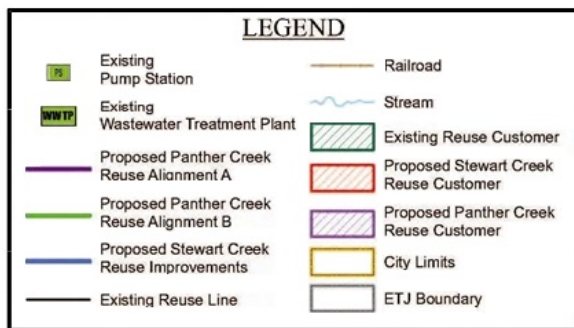 LEGEND
PS
Existing
Pump Station
WWTP
Existing
Wastewater Treatment Plant
Proposed Panther Creek
Reuse Alignment A
Proposed Panther Creek
Reuse Alignment B
Proposed Stewart Creek
Reuse Improvements
Existing Reuse Line
Railroad
Stream
Existing Reuse Customer
Proposed Stewart Creek
Reuse Customer
Proposed Panther Creek
Reuse Customer
City Limits
ETJ Boundary